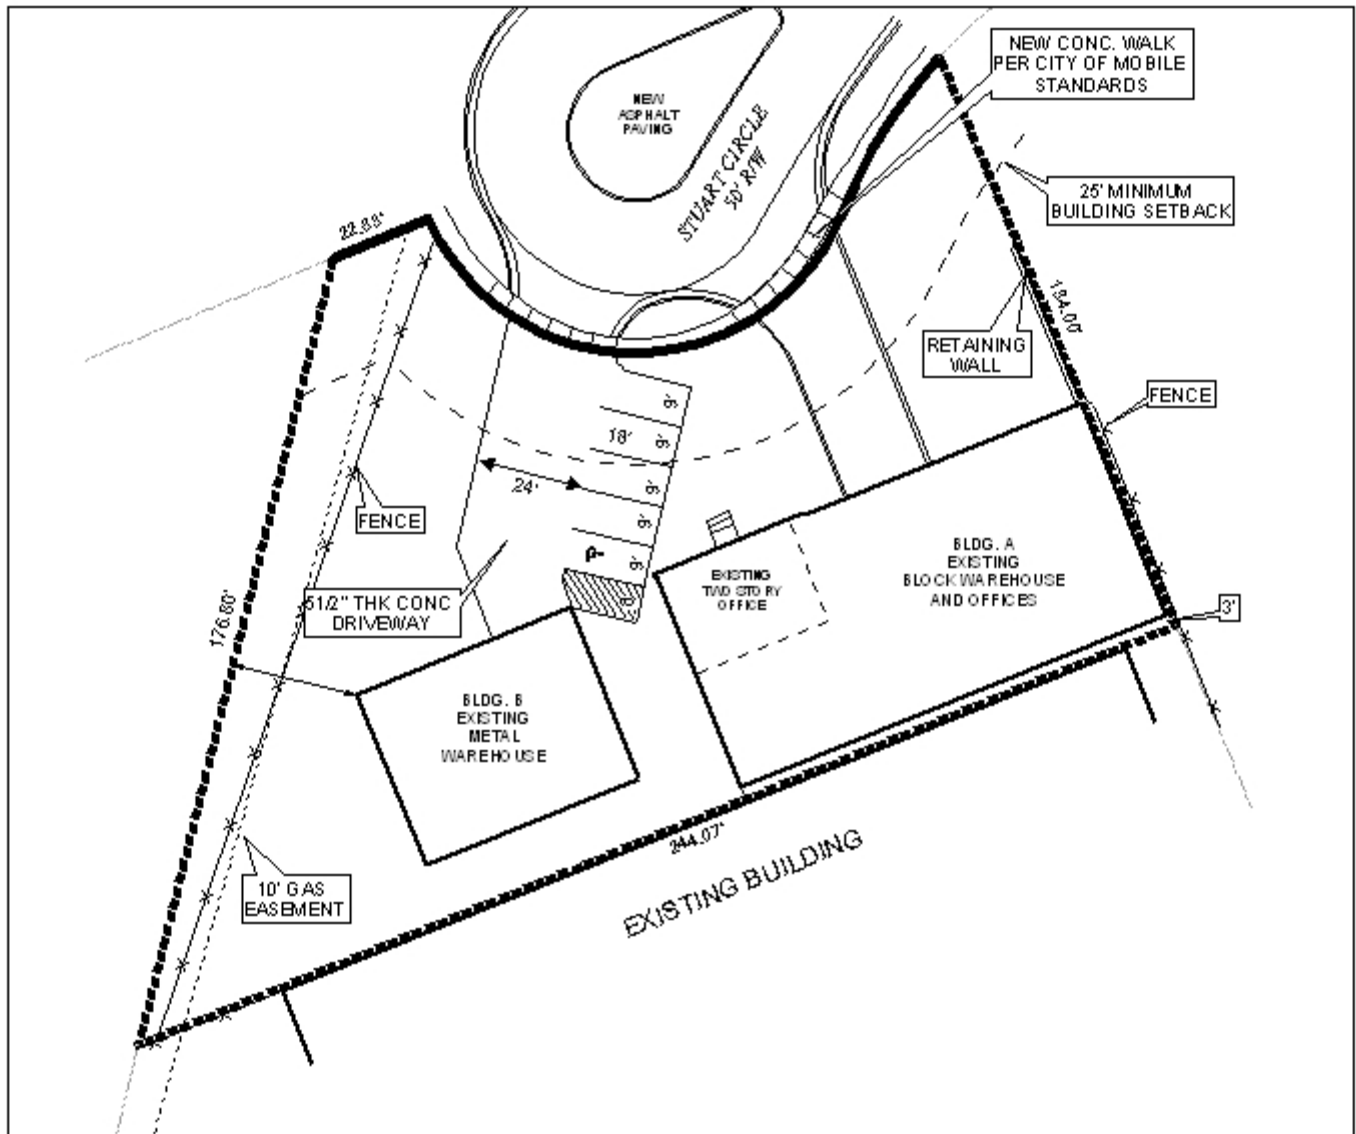 NEW CONC. WALK
PER CITY OF MOBILE
STANDARDS
NEW
ASPHALT
PAVING
STUART CIRCLE
50' R/W
25' MINIMUM
BUILDING SETBACK
22.83'
184.00'
RETAINING
WALL
FENCE
9'
9'
18'
9'
24'
9'
9'
8'
FENCE
51/2" THK CONC
DRIVEWAY
EXISTING
TWO STORY
OFFICE
BLDG. A
EXISTING
BLOCK WAREHOUSE
AND OFFICES
3'
176.80'
BLDG. B
EXISTING
METAL
WAREHOUSE
244.07'
EXISTING BUILDING
10' GAS
EASEMENT